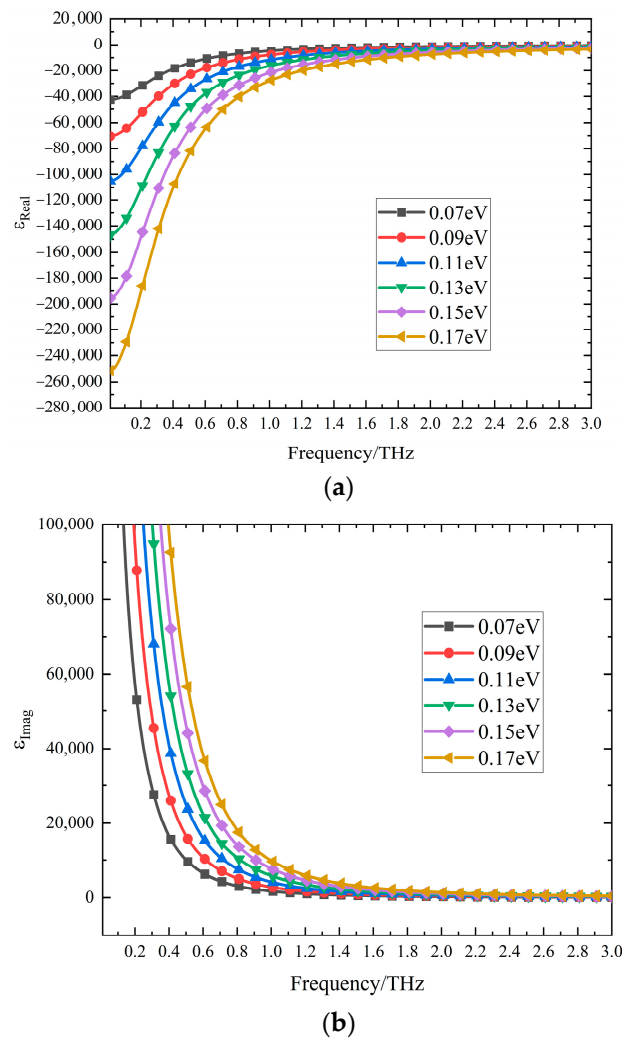 20,000
0
−20,000
−40,000
−60,000
−80,000
−100,000
−120,000
−140,000
−160,000
−180,000
−200,000
−220,000
−240,000
−260,000
−280,000
εReal
0.07eV
0.09eV
0.11eV
0.13eV
0.15eV
0.17eV
0.2 0.4 0.6 0.8 1.0 1.2 1.4 1.6 1.8 2.0 2.2 2.4 2.6 2.8 3.0
Frequency/THz
(a)
100,000
80,000
60,000
40,000
20,000
0
εImag
0.07eV
0.09eV
0.11eV
0.13eV
0.15eV
0.17eV
0.2 0.4 0.6 0.8 1.0 1.2 1.4 1.6 1.8 2.0 2.2 2.4 2.6 2.8 3.0
Frequency/THz
(b)